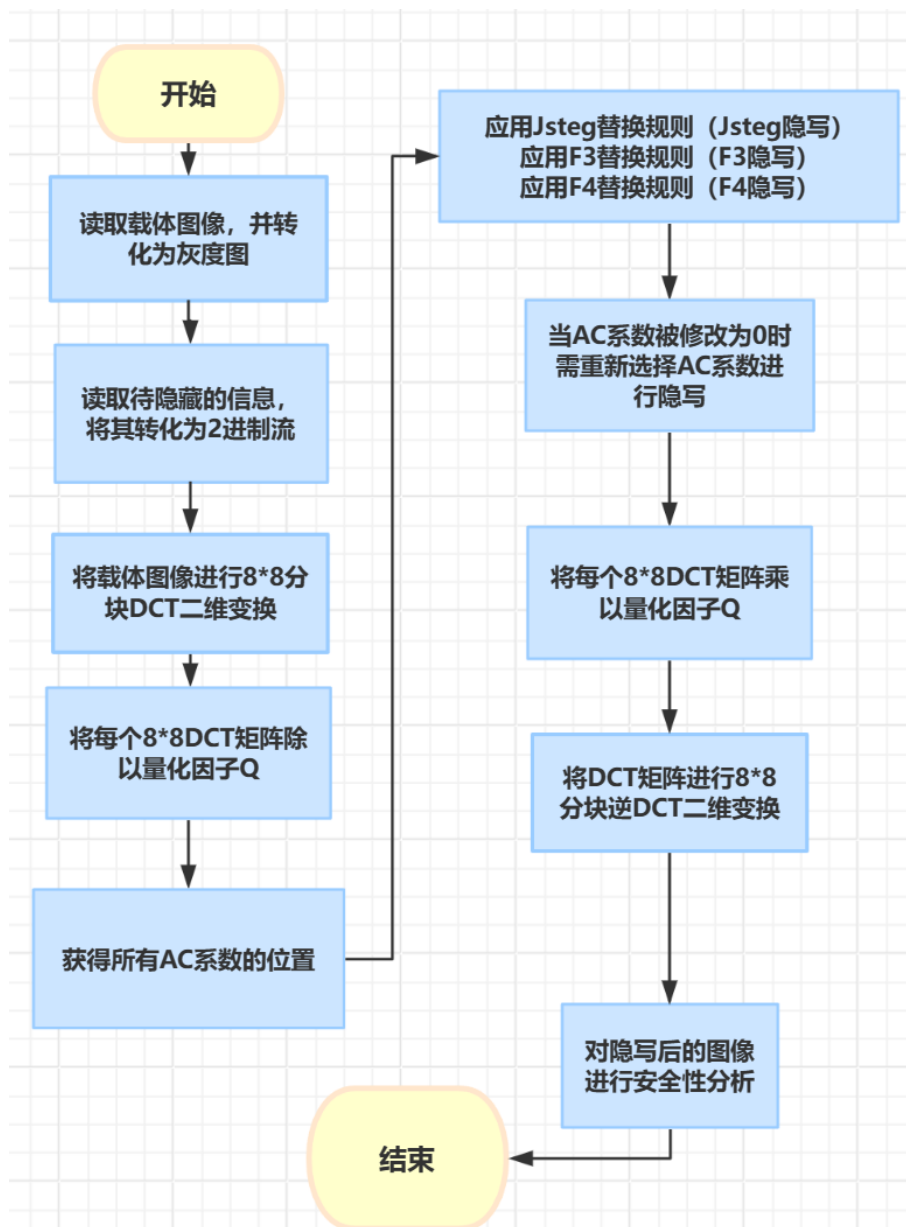 开始
读取载体图像，并转
化为灰度图
读取待隐藏的信息，
将其转化为2进制流
将载体图像进行8*8分
块DCT二维变换
将每个8*8DCT矩阵除
以量化因子Q
获得所有AC系数的位置
应用Jsteg替换规则（Jsteg隐写）
应用F3替换规则（F3隐写）
应用F4替换规则（F4隐写）
当AC系数被修改为0时
需重新选择AC系数进
行隐写
将每个8*8DCT矩阵乘
以量化因子Q
将DCT矩阵进行8*8
分块逆DCT二维变换
对隐写后的图像
进行安全性分析
结束